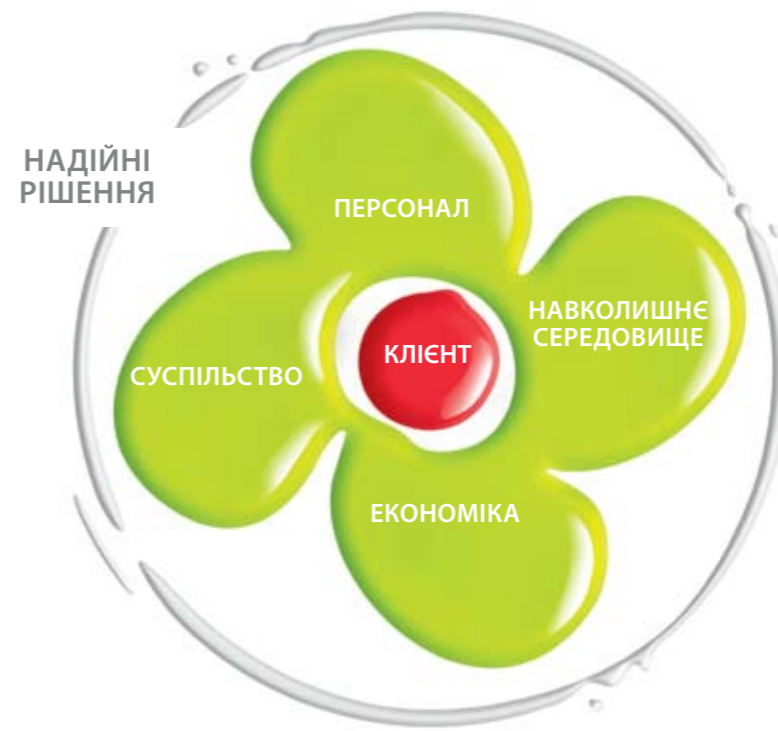 НАДІЙНІ
РІШЕННЯ
ПЕРСОНАЛ
НАВКОЛИШНЄ
СЕРЕДОВИЩЕ
КЛІЄНТ
СУСПІЛЬСТВО
ЕКОНОМІКА